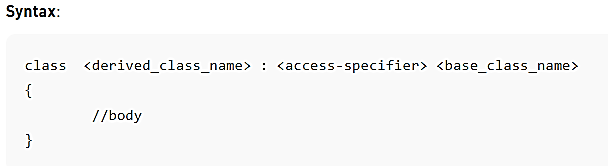 Syntax:
class  <derived_class_name> : <access-specifier> <base_class_name>
{
        //body
}